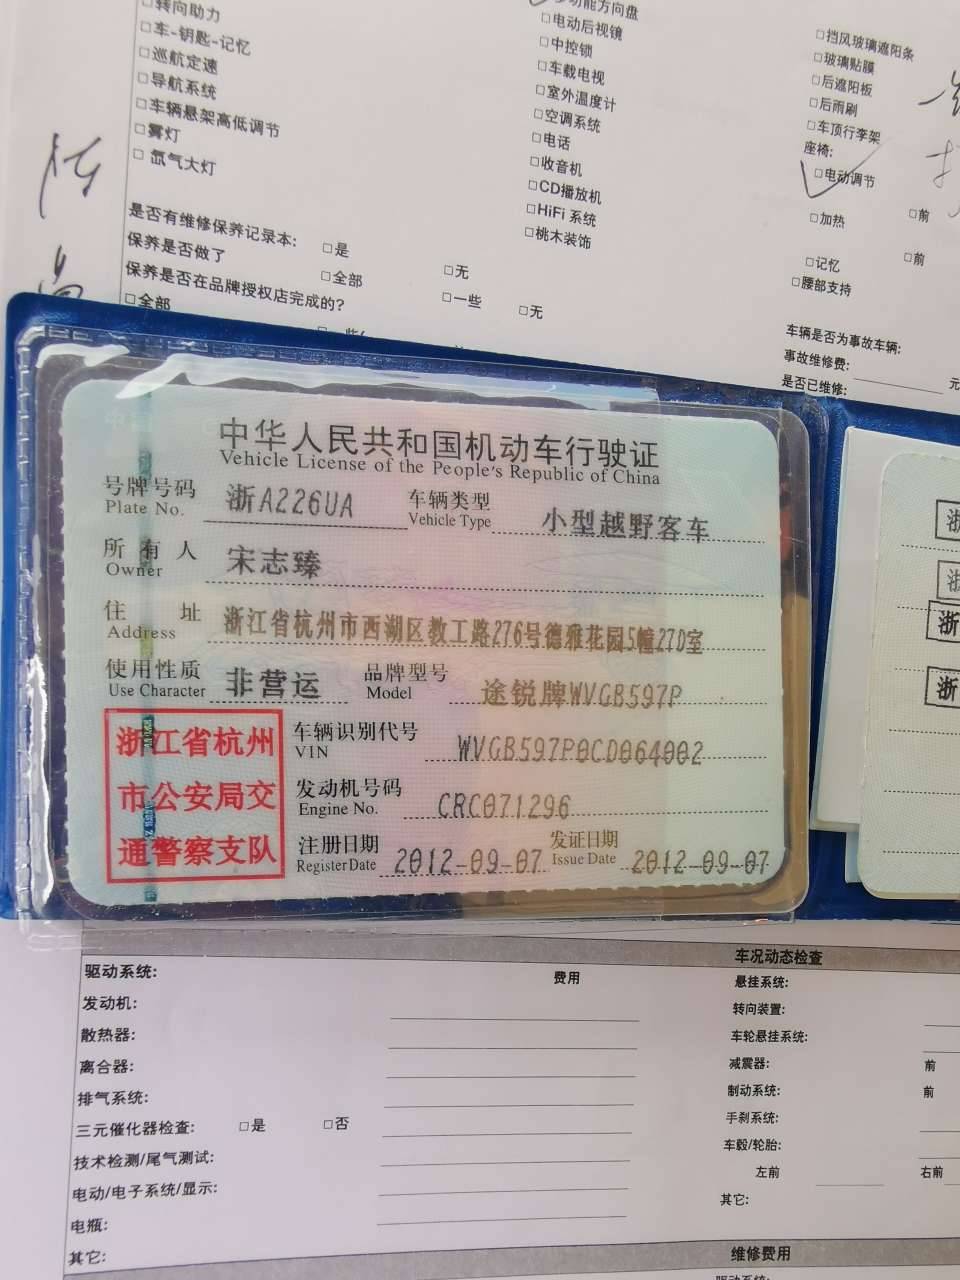 □转向助力
□车-钥匙-记忆
□巡航定速
□导航系统
□车辆悬架高低调节
□雾灯
□ 氙气大灯
是否有维修保养记录本: □是 □无
保养是否做了 □全部 □一些 □无
保养是否在品牌授权店完成的?
□全部
功能方向盘
□电动后视镜
□中控锁
□车载电视
□室外温度计
□空调系统
□电话
□收音机
□CD播放机
□HiFi 系统
□桃木装饰
□挡风玻璃遮阳条
□玻璃贴膜
□后遮阳板
□后雨刷
□车顶行李架
座椅:
□电动调节
□加热 □前
□记忆 □前
□腰部支持
车辆是否为事故车辆:
事故维修费: 元
是否已维修:
中华人民共和国机动车行驶证
Vehicle License of the People's Republic of China
号牌号码 浙A226UA 车辆类型 小型越野客车
Plate No. Vehicle Type
所有人 宋志臻
Owner
住址 浙江省杭州市西湖区教工路276号德雅花园5幢27D室
Address
使用性质 非营运 品牌型号 途锐牌WVGB597P
Use Character Model
浙江省杭州
市公安局交
通警察支队
车辆识别代号 WVGB597P0CD064002
VIN
发动机号码 CRC071296
Engine No.
注册日期 2012-09-07 发证日期 2012-09-07
Register Date Issue Date
浙
浙
浙
浙
车况动态检查
驱动系统: 费用
发动机:
散热器:
离合器:
排气系统:
三元催化器检查: □是 □否
技术检测/尾气测试:
电动/电子系统/显示:
电瓶:
其它:
悬挂系统:
转向装置:
车轮悬挂系统:
减震器: 前
制动系统: 前
手刹系统:
车毂/轮胎:
左前 右前
其它:
维修费用
驱动系统: